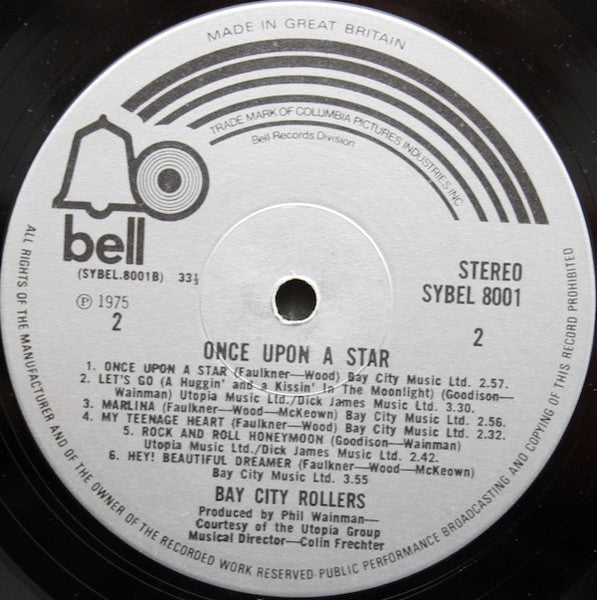 MADE IN GREAT BRITAIN
TRADE MARK OF COLUMBIA PICTURES INDUSTRIES INC
Bell Records Division
bell
(SYBEL.8001B) 33⅓
Ⓟ 1975
2
STEREO
SYBEL 8001
2
ONCE UPON A STAR
1. ONCE UPON A STAR (Faulkner—Wood) Bay City Music Ltd. 2.57.
2. LET'S GO (A Huggin' and a Kissin' In The Moonlight) (Goodison—
Wainman) Utopia Music Ltd./Dick James Music Ltd. 3.30.
3. MARLINA (Faulkner—Wood—McKeown) Bay City Music Ltd. 2.56.
4. MY TEENAGE HEART (Faulkner—Wood) Bay City Music Ltd. 2.32.
5. ROCK AND ROLL HONEYMOON (Goodison—Wainman)
Utopia Music Ltd./Dick James Music Ltd. 2.42.
6. HEY! BEAUTIFUL DREAMER (Faulkner—Wood—McKeown)
Bay City Music Ltd. 3.55
BAY CITY ROLLERS
Produced by Phil Wainman—
Courtesy of the Utopia Group
Musical Director—Colin Frechter
ALL RIGHTS OF THE MANUFACTURER AND OF THE OWNER OF THE RECORDED WORK RESERVED·PUBLIC PERFORMANCE BROADCASTING AND COPYING OF THIS RECORD PROHIBITED